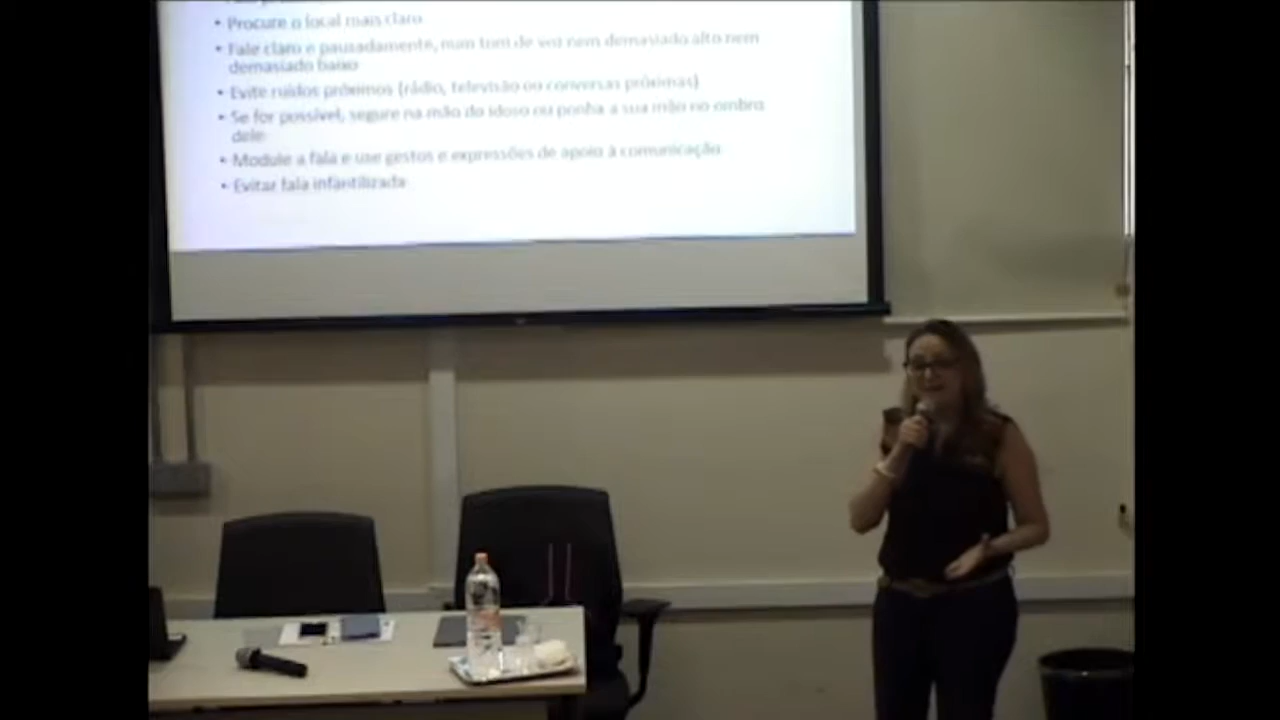 • Procure o local mais claro
• Fale claro e pausadamente, num tom de voz nem demasiado alto nem
demasiado baixo
• Evite ruídos próximos (rádio, televisão ou conversas próximas)
• Se for possível, segure na mão do idoso ou ponha a sua mão no ombro
dele
• Module a fala e use gestos e expressões de apoio à comunicação
• Evitar fala infantilizada